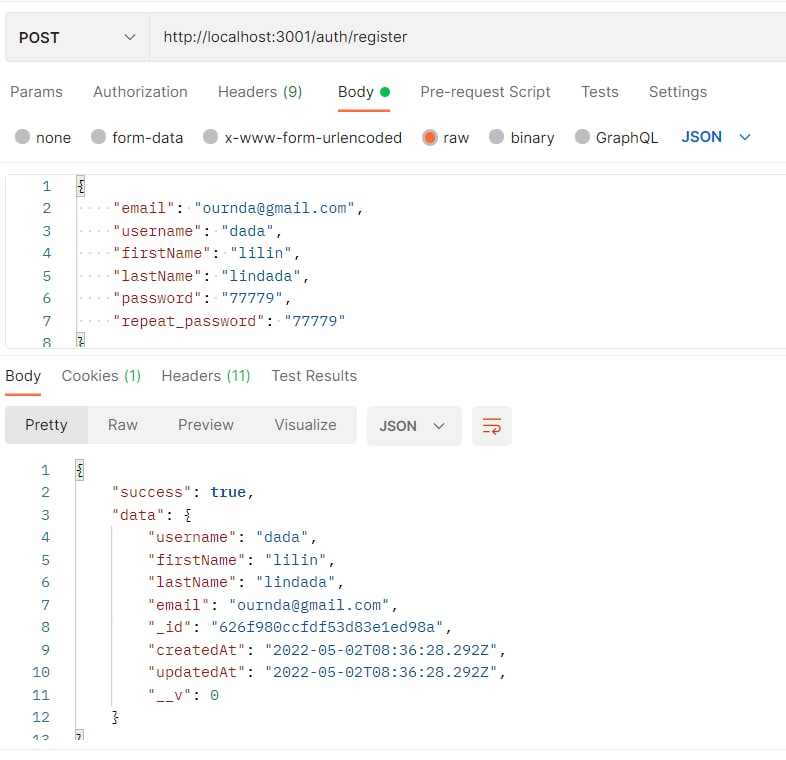 POST http://localhost:3001/auth/register
Params Authorization Headers (9) Body Pre-request Script Tests Settings
none form-data x-www-form-urlencoded raw binary GraphQL JSON
1 {
2 "email": "ournda@gmail.com",
3 "username": "dada",
4 "firstName": "lilin",
5 "lastName": "lindada",
6 "password": "77779",
7 "repeat_password": "77779"
8 }
Body Cookies (1) Headers (11) Test Results
Pretty Raw Preview Visualize JSON
1 {
2 "success": true,
3 "data": {
4 "username": "dada",
5 "firstName": "lilin",
6 "lastName": "lindada",
7 "email": "ournda@gmail.com",
8 "_id": "626f980ccfdf53d83e1ed98a",
9 "createdAt": "2022-05-02T08:36:28.292Z",
10 "updatedAt": "2022-05-02T08:36:28.292Z",
11 "__v": 0
12 }
13 }